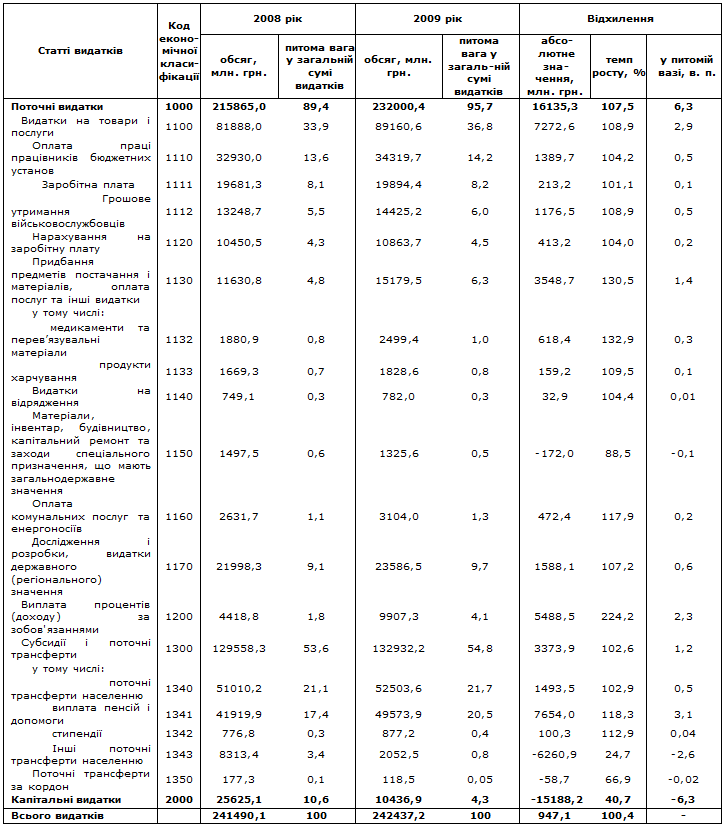 Статті видатків Код еконо-мічної класи-фікації 2008 рік 2009 рік Відхилення
обсяг, млн. грн. питома вага у загальній сумі видатків обсяг, млн. грн. питома вага у загаль-ній сумі видатків абсо-лютне зна-чення, млн. грн. темп росту, % у питомій вазі, в. п.
Поточні видатки 1000 215865,0 89,4 232000,4 95,7 16135,3 107,5 6,3
Видатки на товари і
послуги 1100 81888,0 33,9 89160,6 36,8 7272,6 108,9 2,9
Оплата праці
працівників бюджетних 1110 32930,0 13,6 34319,7 14,2 1389,7 104,2 0,5
установ
Заробітна плата 1111 19681,3 8,1 19894,4 8,2 213,2 101,1 0,1
Грошове
утримання 1112 13248,7 5,5 14425,2 6,0 1176,5 108,9 0,5
військовослужбовців
Нарахування на
заробітну плату 1120 10450,5 4,3 10863,7 4,5 413,2 104,0 0,2
Придбання
предметів постачання і
матеріалів, оплата 1130 11630,8 4,8 15179,5 6,3 3548,7 130,5 1,4
послуг та інші видатки
у тому числі:
медикаменти та
перев’язувальні 1132 1880,9 0,8 2499,4 1,0 618,4 132,9 0,3
матеріали
продукти
харчування 1133 1669,3 0,7 1828,6 0,8 159,2 109,5 0,1
Видатки на
відрядження 1140 749,1 0,3 782,0 0,3 32,9 104,4 0,01
Матеріали,
інвентар, будівництво,
капітальний ремонт та
заходи спеціального 1150 1497,5 0,6 1325,6 0,5 -172,0 88,5 -0,1
призначення, що мають
загальнодержавне
значення
Оплата
комунальних послуг та 1160 2631,7 1,1 3104,0 1,3 472,4 117,9 0,2
енергоносіїв
Дослідження і
розробки, видатки
державного 1170 21998,3 9,1 23586,5 9,7 1588,1 107,2 0,6
(регіонального)
значення
Виплата процентів
(доходу) за 1200 4418,8 1,8 9907,3 4,1 5488,5 224,2 2,3
зобов'язаннями
Субсидії і поточні
трансферти 1300 129558,3 53,6 132932,2 54,8 3373,9 102,6 1,2
у тому числі:
поточні
трансферти населенню 1340 51010,2 21,1 52503,6 21,7 1493,5 102,9 0,5
виплата пенсій і
допомоги 1341 41919,9 17,4 49573,9 20,5 7654,0 118,3 3,1
стипендії 1342 776,8 0,3 877,2 0,4 100,3 112,9 0,04
Інші поточні
трансферти населенню 1343 8313,4 3,4 2052,5 0,8 -6260,9 24,7 -2,6
Поточні трансферти
за кордон 1350 177,3 0,1 118,5 0,05 -58,7 66,9 -0,02
Капітальні видатки 2000 25625,1 10,6 10436,9 4,3 -15188,2 40,7 -6,3
Всього видатків 241490,1 100 242437,2 100 947,1 100,4 -